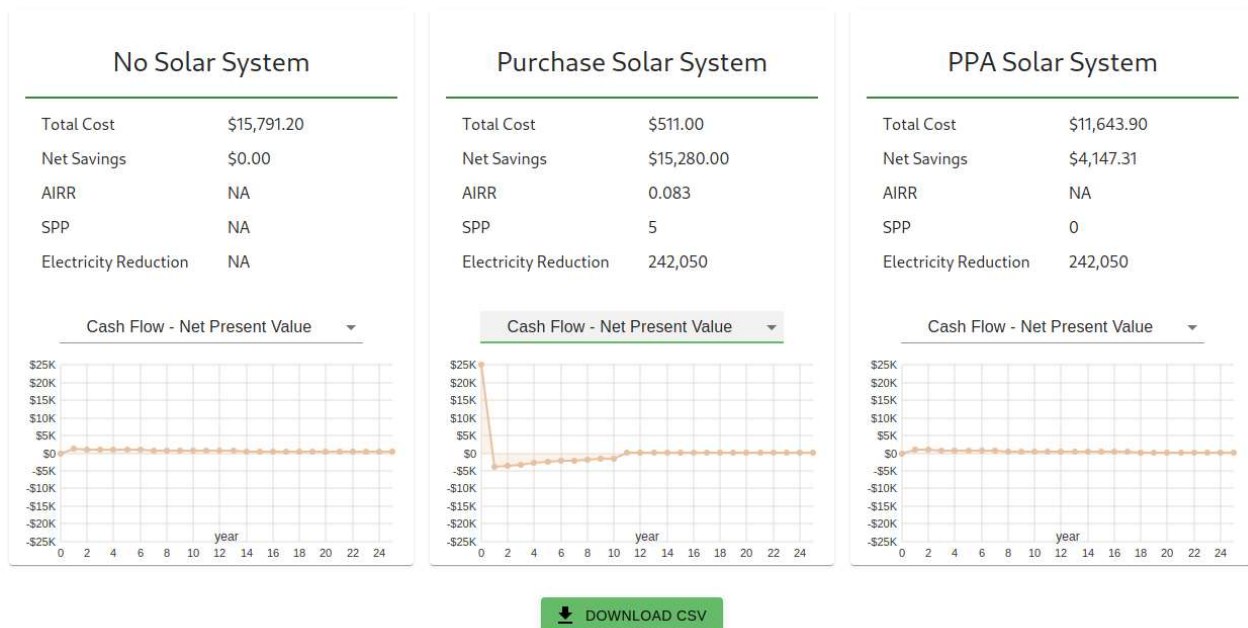 No Solar System
Total Cost $15,791.20
Net Savings $0.00
AIRR NA
SPP NA
Electricity Reduction NA
Cash Flow - Net Present Value
$25K
$20K
$15K
$10K
$5K
$0
-$5K
-$10K
-$15K
-$20K
-$25K
year
0 2 4 6 8 10 12 14 16 18 20 22 24
Purchase Solar System
Total Cost $511.00
Net Savings $15,280.00
AIRR 0.083
SPP 5
Electricity Reduction 242,050
Cash Flow - Net Present Value
$25K
$20K
$15K
$10K
$5K
$0
-$5K
-$10K
-$15K
-$20K
-$25K
year
0 2 4 6 8 10 12 14 16 18 20 22 24
PPA Solar System
Total Cost $11,643.90
Net Savings $4,147.31
AIRR NA
SPP 0
Electricity Reduction 242,050
Cash Flow - Net Present Value
$25K
$20K
$15K
$10K
$5K
$0
-$5K
-$10K
-$15K
-$20K
-$25K
year
0 2 4 6 8 10 12 14 16 18 20 22 24
DOWNLOAD CSV